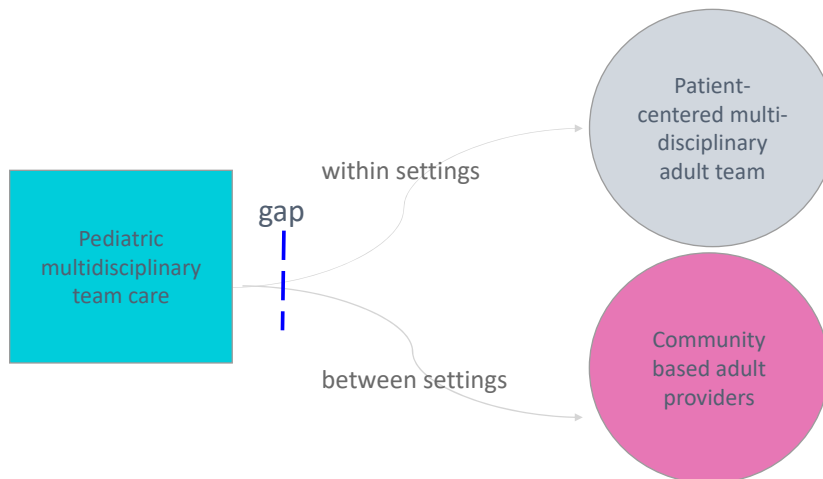 Patient-
centered multi-
disciplinary
adult team
within settings
gap
Pediatric
multidisciplinary
team care
between settings
Community
based adult
providers